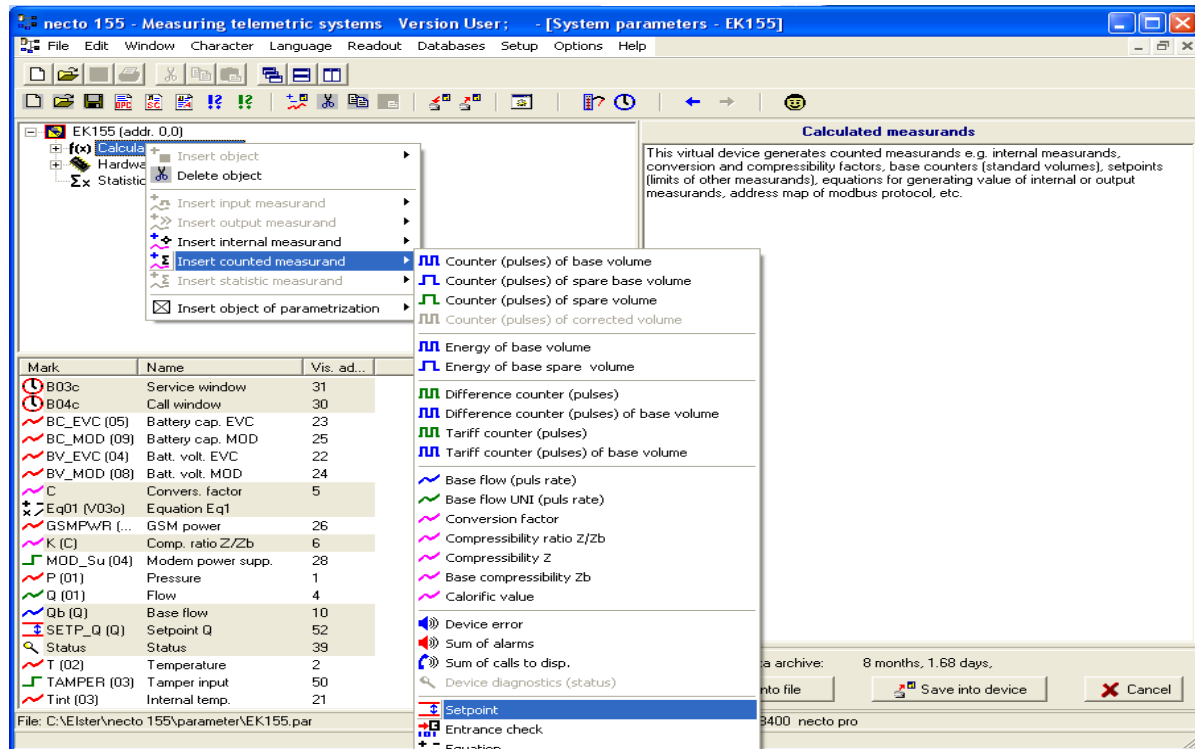 necto 155 - Measuring telemetric systems Version User; - [System parameters - EK155]
File Edit Window Character Language Readout Databases Setup Options Help
EK155 (addr. 0,0)
f(x) Calcula
Hardwa
Σx Statistic
Insert object
Delete object
Insert input measurand
Insert output measurand
Insert internal measurand
Insert counted measurand
Insert statistic measurand
Insert object of parametrization
Counter (pulses) of base volume
Counter (pulses) of spare base volume
Counter (pulses) of spare volume
Counter (pulses) of corrected volume
Energy of base volume
Energy of base spare volume
Difference counter (pulses)
Difference counter (pulses) of base volume
Tariff counter (pulses)
Tariff counter (pulses) of base volume
Base flow (puls rate)
Base flow UNI (puls rate)
Conversion factor
Compressibility ratio Z/Zb
Compressibility Z
Base compressibility Zb
Calorific value
Device error
Sum of alarms
Sum of calls to disp.
Device diagnostics (status)
Setpoint
Entrance check
Equation
Calculated measurands
This virtual device generates counted measurands e.g. internal measurands,
conversion and compressibility factors, base counters (standard volumes), setpoints
(limits of other measurands), equations for generating value of internal or output
measurands, address map of modbus protocol, etc.
Mark Name Vis. ad...
B03c Service window 31
B04c Call window 30
BC_EVC (05) Battery cap. EVC 23
BC_MOD (09) Battery cap. MOD 25
BV_EVC (04) Batt. volt. EVC 22
BV_MOD (08) Batt. volt. MOD 24
C Convers. factor 5
Eq01 (V03o) Equation Eq1
GSMPWR (... GSM power 26
K (C) Comp. ratio Z/Zb 6
MOD_Su (04) Modem power supp. 28
P (01) Pressure 1
Q (01) Flow 4
Qb (Q) Base flow 10
SETP_Q (Q) Setpoint Q 52
Status Status 39
T (02) Temperature 2
TAMPER (03) Tamper input 50
Tint (03) Internal temp. 21
a archive: 8 months, 1.68 days,
nto file Save into device Cancel
File: C:\Elster\necto 155\parameter\EK155.par
8400 necto pro